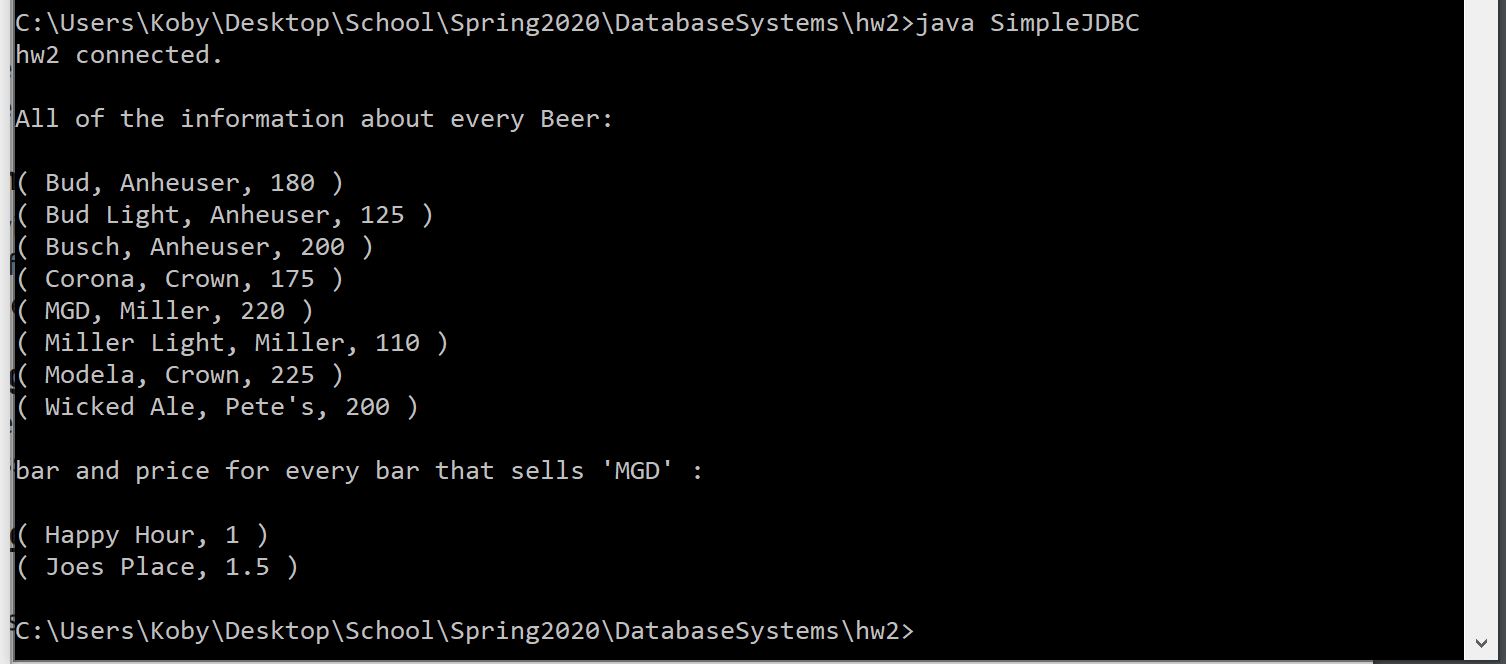 C:\Users\Koby\Desktop\School\Spring2020\DatabaseSystems\hw2>java SimpleJDBC
hw2 connected.
All of the information about every Beer:
( Bud, Anheuser, 180 )
( Bud Light, Anheuser, 125 )
( Busch, Anheuser, 200 )
( Corona, Crown, 175 )
( MGD, Miller, 220 )
( Miller Light, Miller, 110 )
( Modela, Crown, 225 )
( Wicked Ale, Pete's, 200 )
bar and price for every bar that sells 'MGD' :
( Happy Hour, 1 )
( Joes Place, 1.5 )
C:\Users\Koby\Desktop\School\Spring2020\DatabaseSystems\hw2>